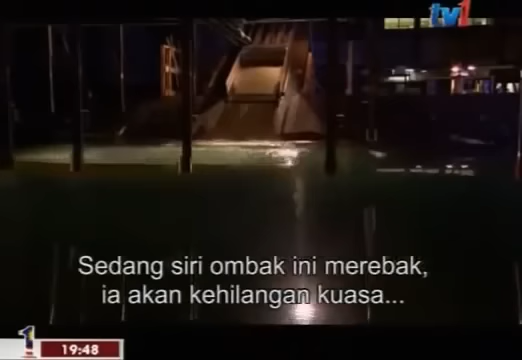 tv1
Sedang siri ombak ini merebak,
ia akan kehilangan kuasa...
1
19:48